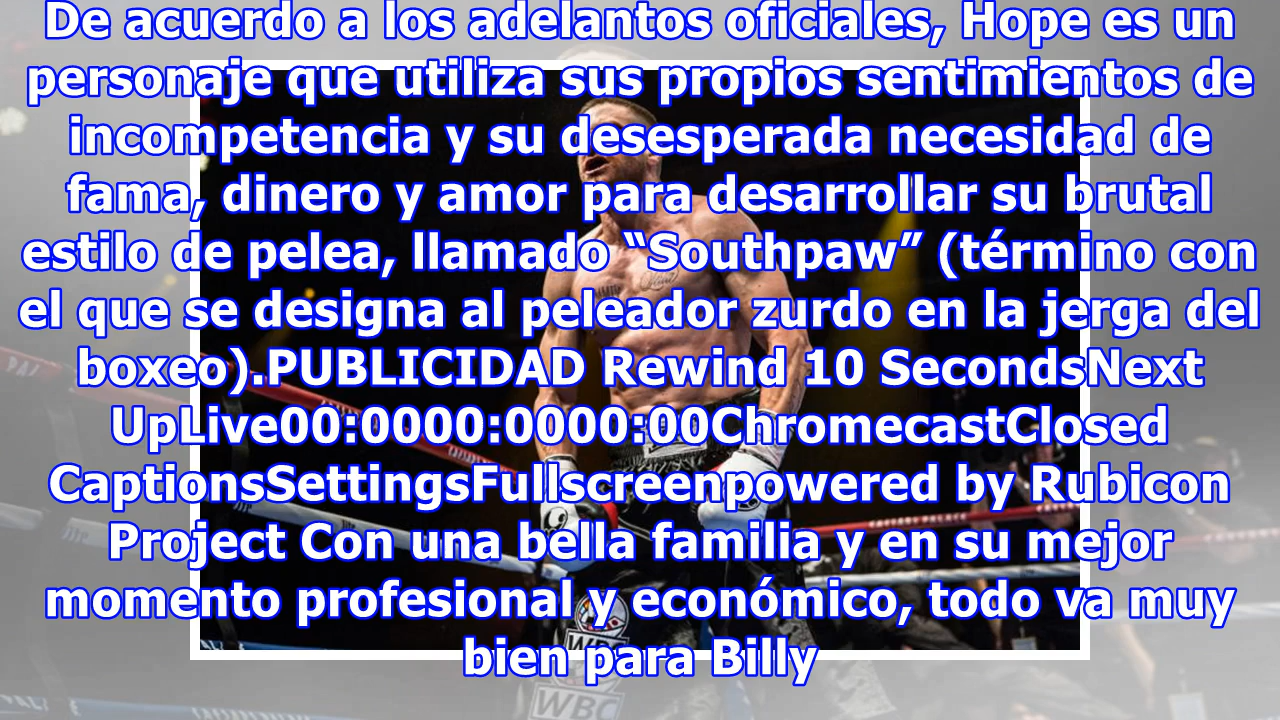 De acuerdo a los adelantos oficiales, Hope es un
personaje que utiliza sus propios sentimientos de
incompetencia y su desesperada necesidad de
fama, dinero y amor para desarrollar su brutal
estilo de pelea, llamado “Southpaw” (término con
el que se designa al peleador zurdo en la jerga del
boxeo).PUBLICIDAD Rewind 10 SecondsNext
UpLive00:0000:0000:00ChromecastClosed
CaptionsSettingsFullscreenpowered by Rubicon
Project Con una bella familia y en su mejor
momento profesional y económico, todo va muy
bien para Billy
WBC
WBC